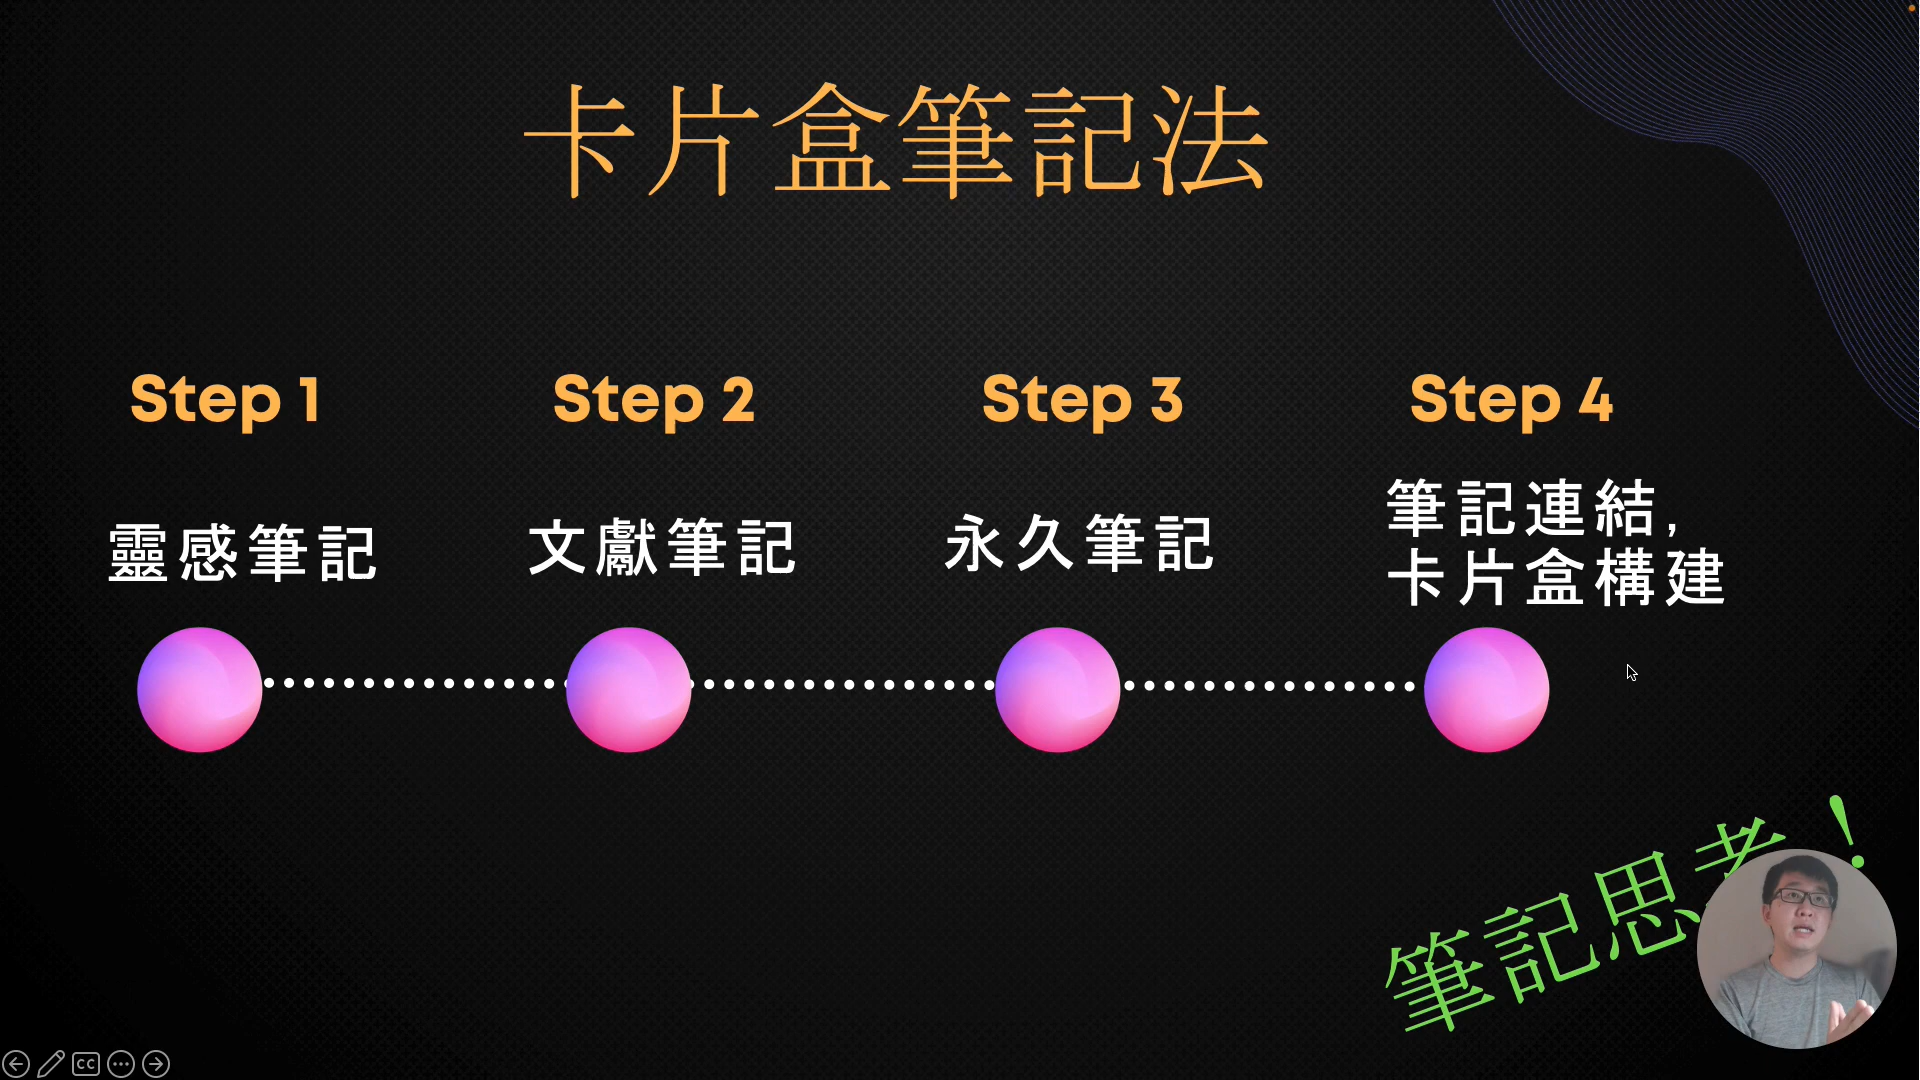 卡片盒筆記法
Step 1
Step 2
Step 3
Step 4
靈感筆記
文獻筆記
永久筆記
筆記連結,
卡片盒構建
筆記思考!
CC